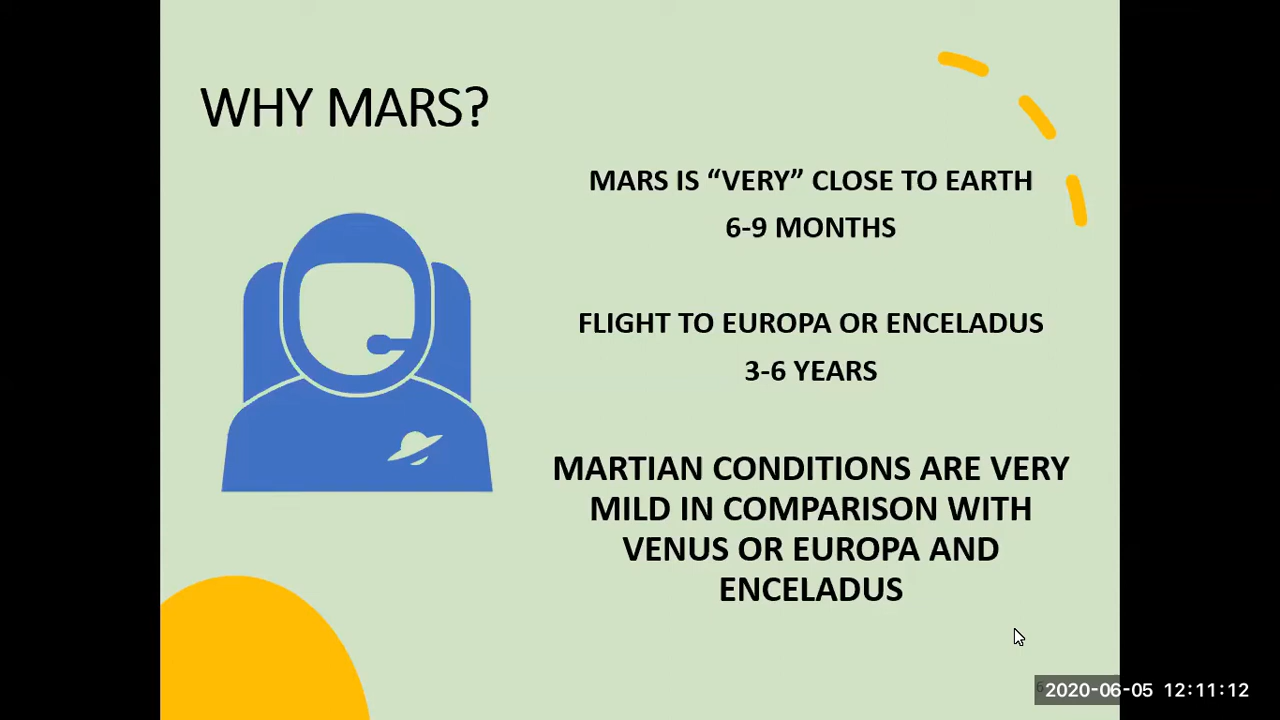 WHY MARS?
MARS IS “VERY” CLOSE TO EARTH
6-9 MONTHS
FLIGHT TO EUROPA OR ENCELADUS
3-6 YEARS
MARTIAN CONDITIONS ARE VERY
MILD IN COMPARISON WITH
VENUS OR EUROPA AND
ENCELADUS
2020-06-05 12:11:12